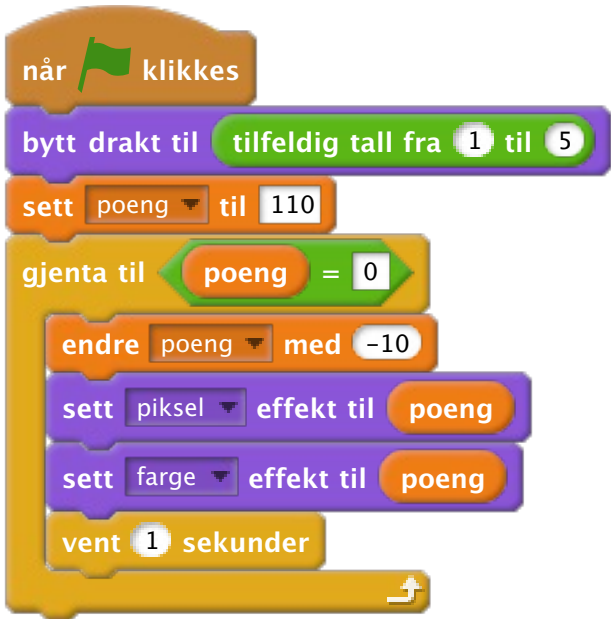 når klikkes
bytt drakt til tilfeldig tall fra 1 til 5
sett poeng til 110
gjenta til poeng = 0
endre poeng med -10
sett piksel effekt til poeng
sett farge effekt til poeng
vent 1 sekunder